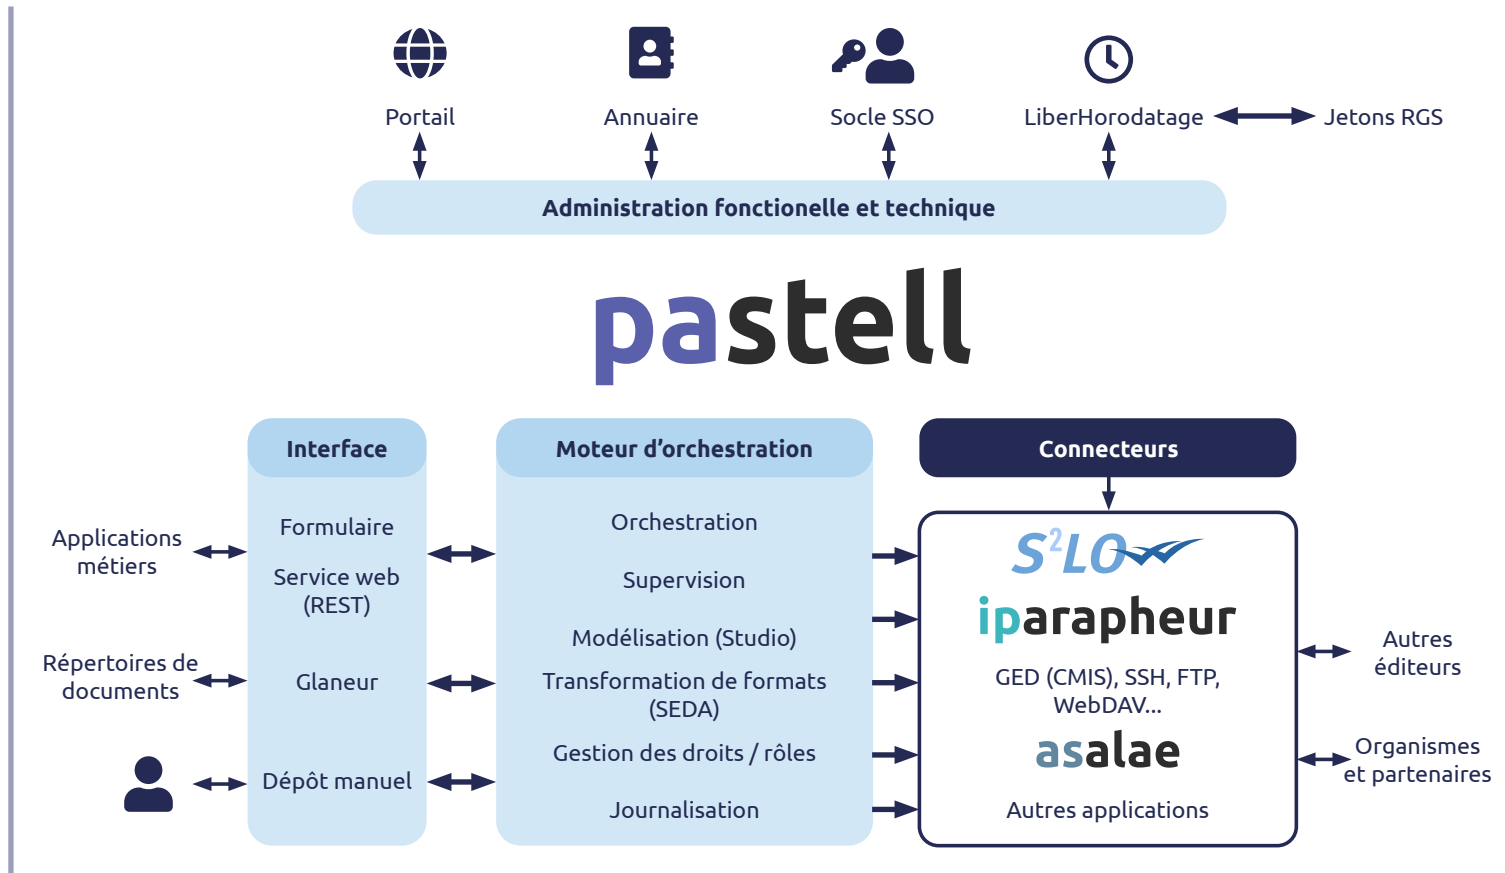 Portail
Annuaire
Socle SSO
LiberHorodatage
Jetons RGS
Administration fonctionelle et technique
pastell
Interface
Moteur d’orchestration
Connecteurs
Applications
métiers
Répertoires de
documents
Formulaire
Service web
(REST)
Glaneur
Dépôt manuel
Orchestration
Supervision
Modélisation (Studio)
Transformation de formats
(SEDA)
Gestion des droits / rôles
Journalisation
S²LO
iparapheur
GED (CMIS), SSH, FTP,
WebDAV...
asalae
Autres applications
Autres
éditeurs
Organismes
et partenaires